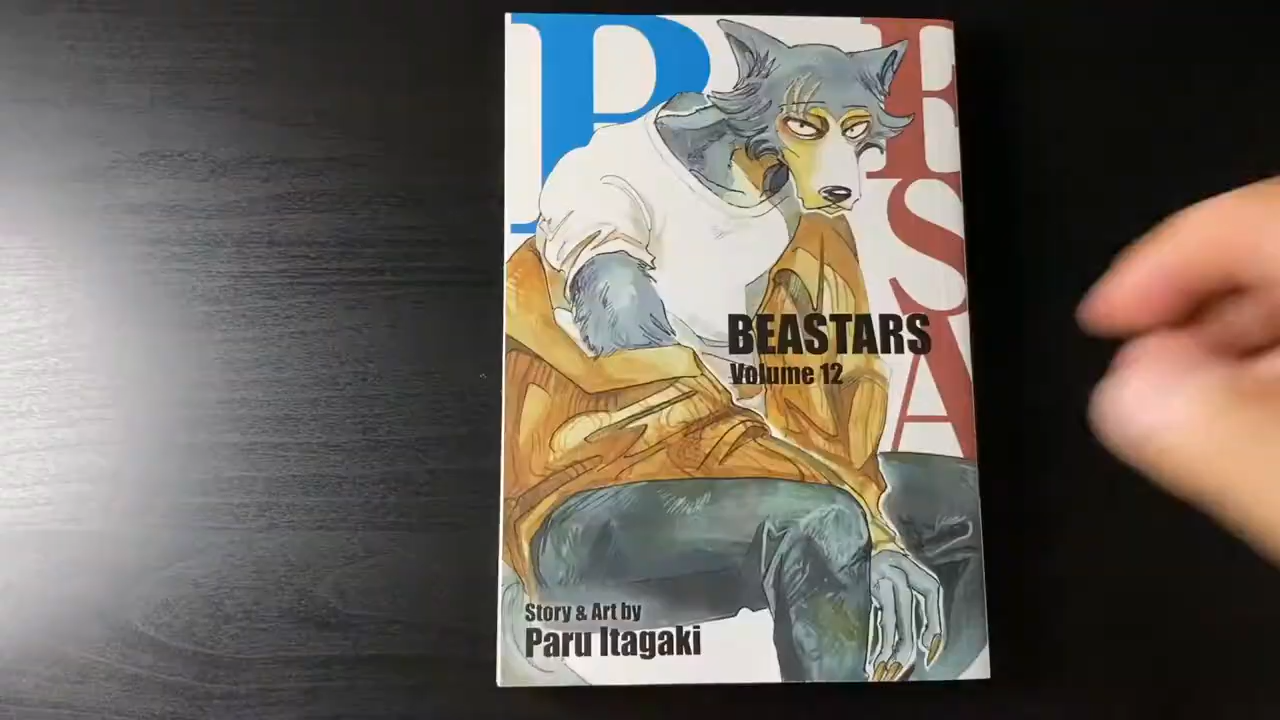 B E
S
A
BEASTARS
Volume 12
Story & Art by
Paru Itagaki